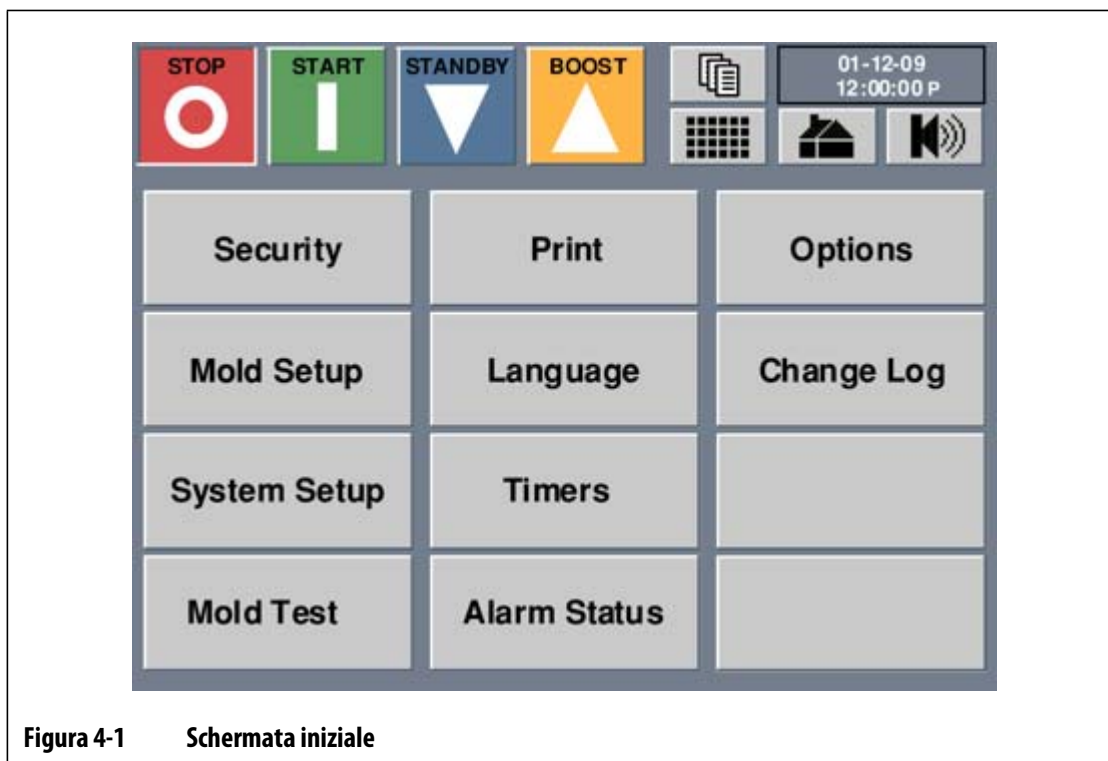 STOP START STANDBY BOOST
01-12-09
12:00:00 P
Security Print Options
Mold Setup Language Change Log
System Setup Timers
Mold Test Alarm Status
Figura 4-1 Schermata iniziale